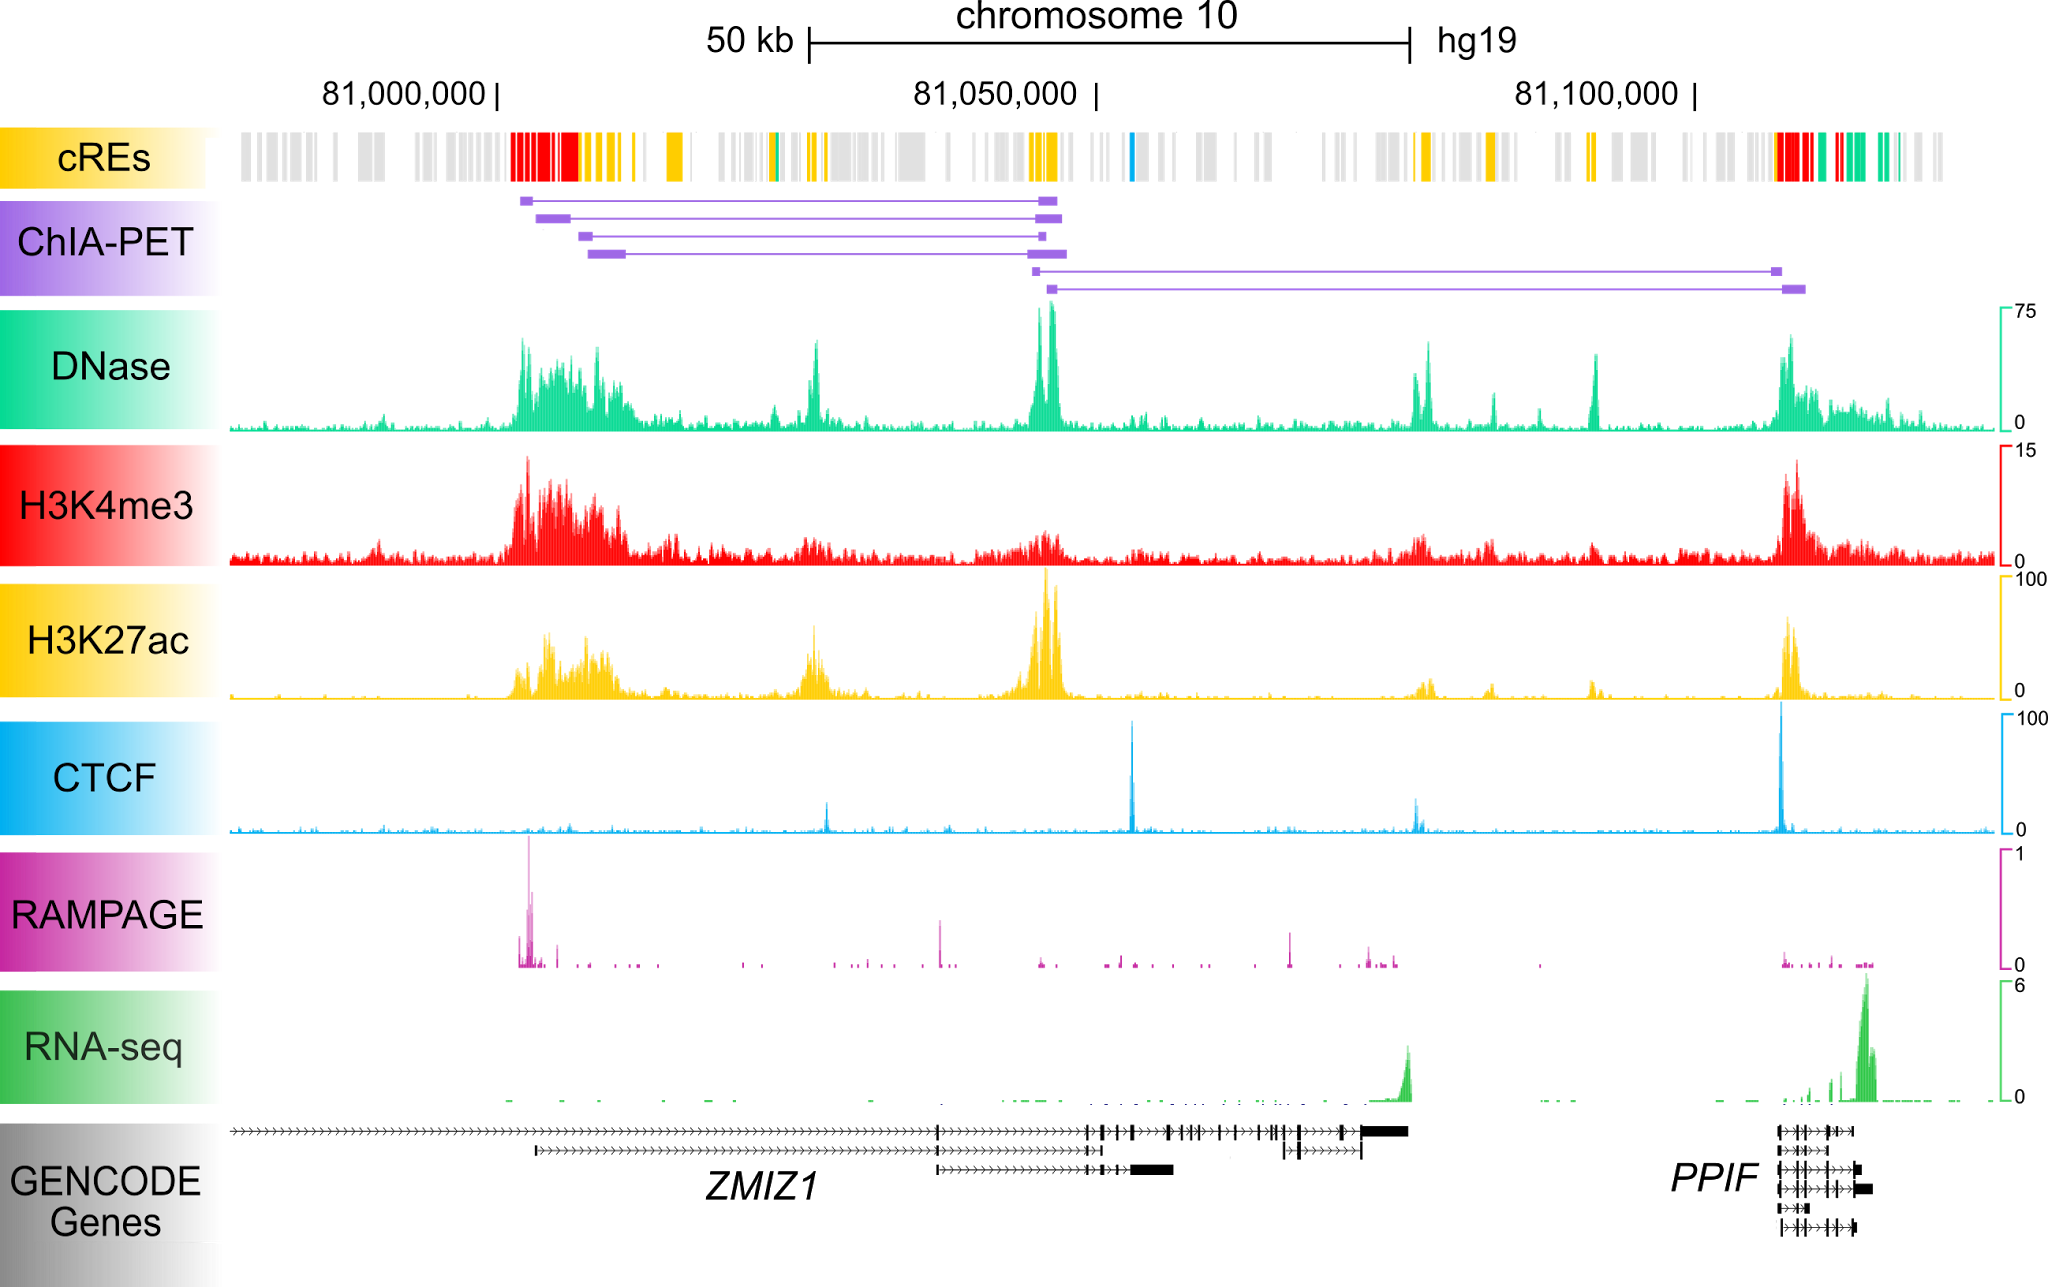 chromosome 10
50 kb hg19
81,000,000 81,050,000 81,100,000
cREs
ChIA-PET
75
DNase
0
15
H3K4me3
0
100
H3K27ac
0
100
CTCF
0
1
RAMPAGE
0
6
RNA-seq
0
GENCODE
Genes
ZMIZ1
PPIF